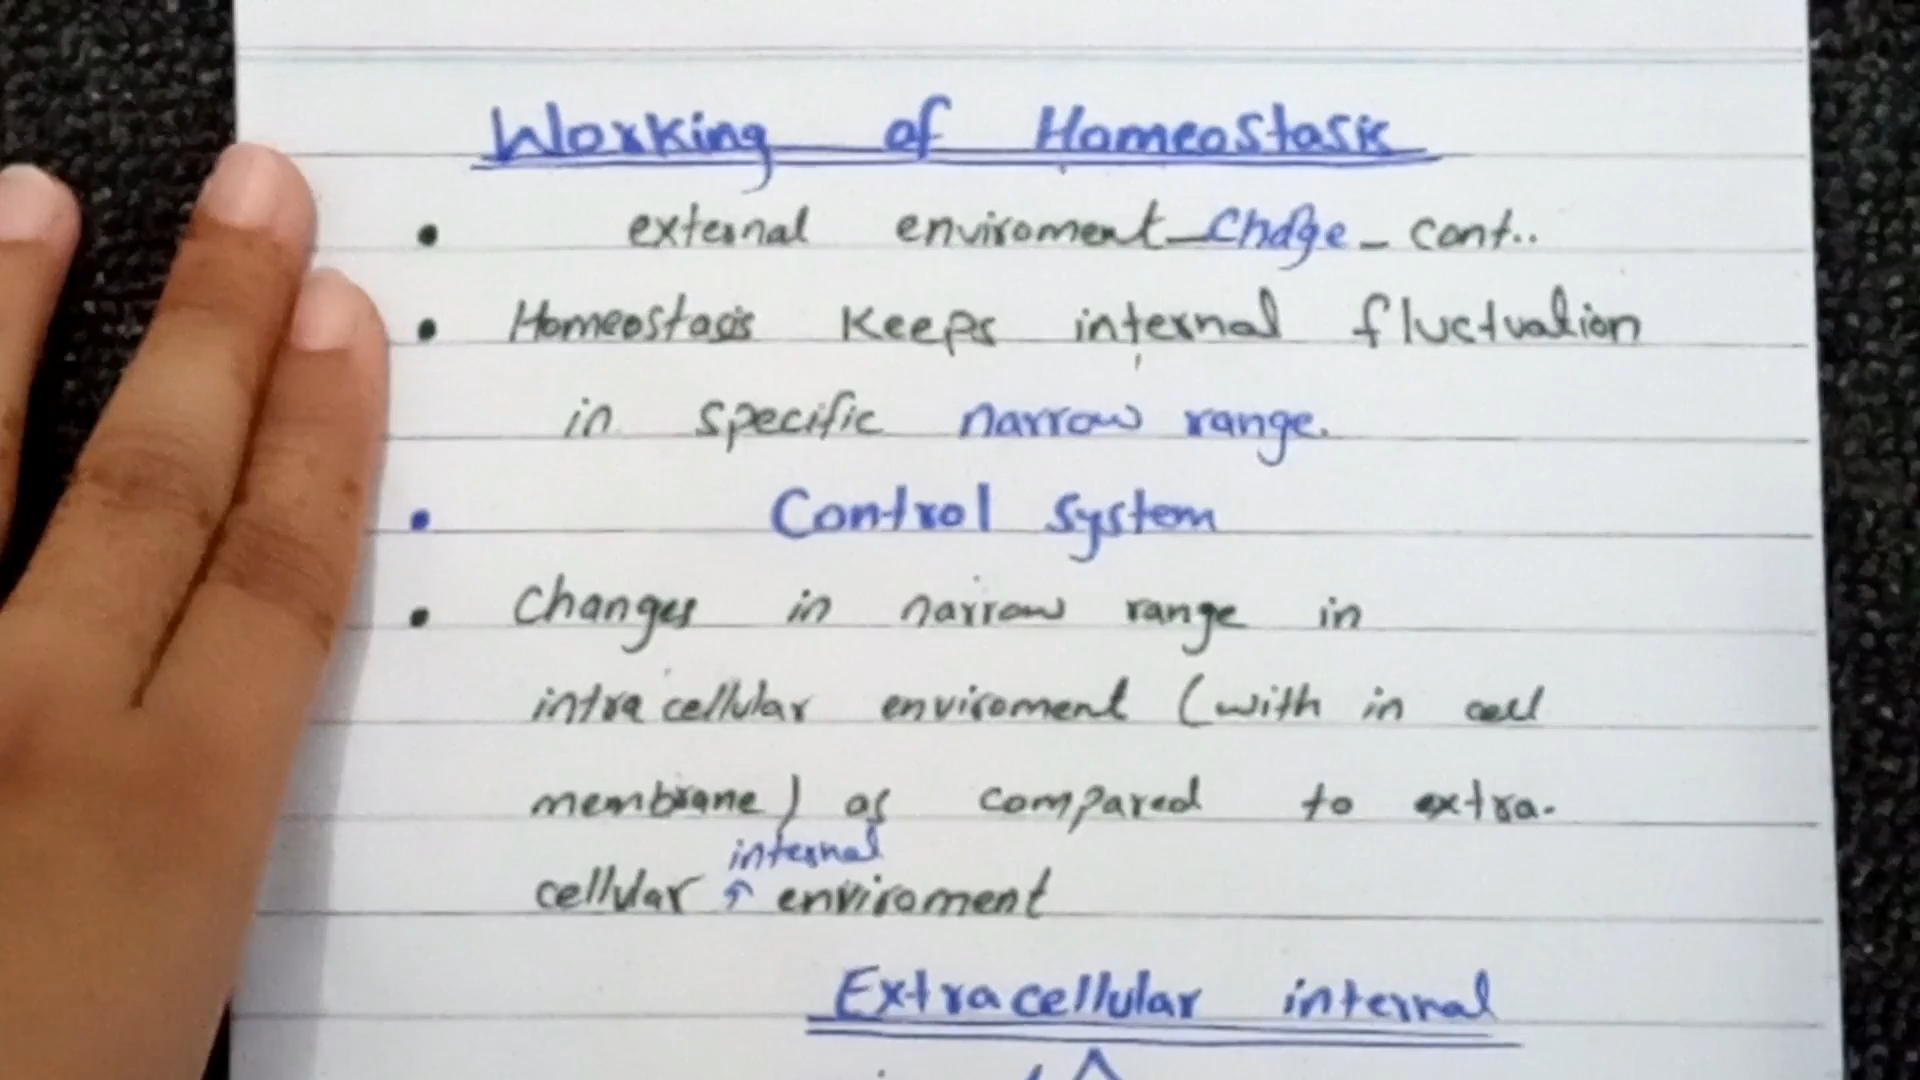 Working of Homeostasis
• external enviroment - Chage - cont..
• Homeostasis Keeps internal fluctuation
in specific narrow range.
• Control system
• Changes in narrow range in
intra cellular enviroment (with in cell
membrane) as compared to extra-
internal
cellular ↑ enviroment
Extracellular internal